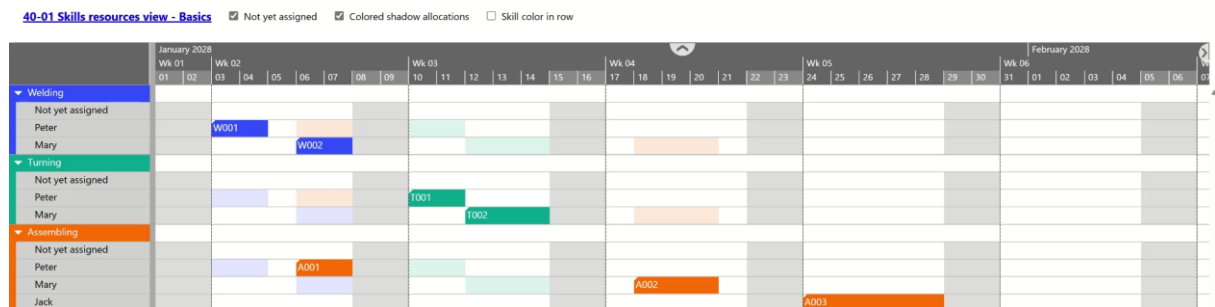 40-01 Skills resources view - Basics Not yet assigned Colored shadow allocations Skill color in row
January 2028 February 2028
Wk 01 Wk 02 Wk 03 Wk 04 Wk 05 Wk 06
01 02 03 04 05 06 07 08 09 10 11 12 13 14 15 16 17 18 19 20 21 22 23 24 25 26 27 28 29 30 31 01 02 03 04 05 06 07
Welding
Not yet assigned
Peter W001
Mary W002
Turning
Not yet assigned
Peter T001
Mary T002
Assembling
Not yet assigned
Peter A001
Mary A002
Jack A003